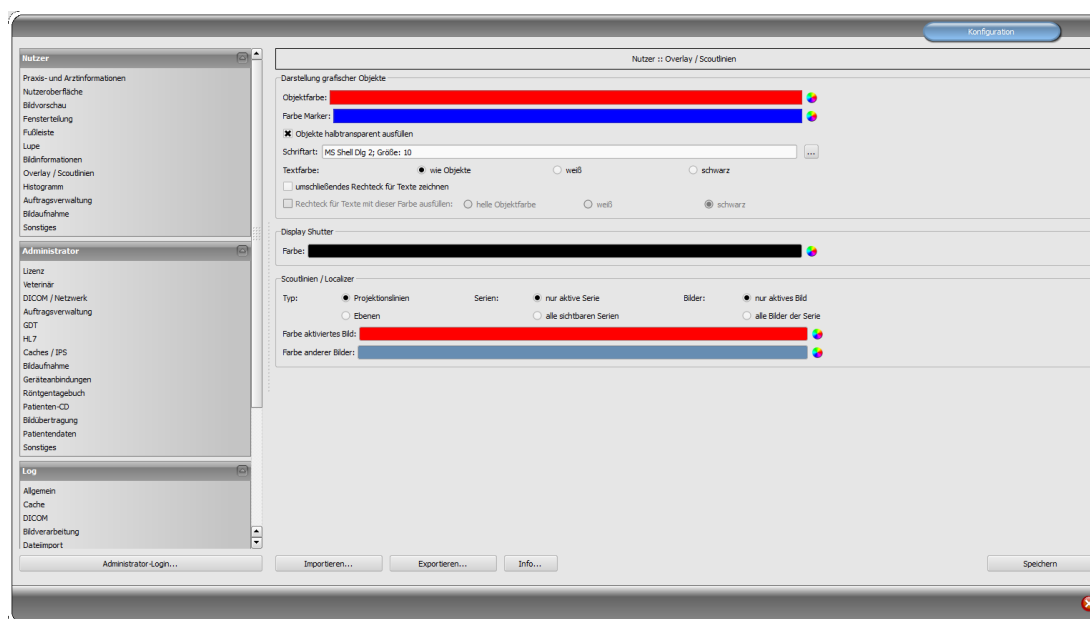 Konfiguration
Nutzer
Praxis- und Arztinformationen
Nutzeroberfläche
Bildvorschau
Fensterteilung
Fußleiste
Lupe
Bildinformationen
Overlay / Scoutlinien
Histogramm
Auftragsverwaltung
Bildaufnahme
Sonstiges
Administrator
Lizenz
Veterinär
DICOM / Netzwerk
Auftragsverwaltung
GDT
HL7
Caches / IPS
Bildaufnahme
Geräteanbindungen
Röntgentagebuch
Patienten-CD
Bildübertragung
Patientendaten
Sonstiges
Log
Allgemein
Cache
DICOM
Bildverarbeitung
Dateiimport
Administrator-Login...
Nutzer :: Overlay / Scoutlinien
Darstellung grafischer Objekte
Objektfarbe:
Farbe Marker:
Objekte halbtransparent ausfüllen
Schriftart: MS Shell Dlg 2; Größe: 10 ...
Textfarbe: wie Objekte weiß schwarz
umschließendes Rechteck für Texte zeichnen
Rechteck für Texte mit dieser Farbe ausfüllen: helle Objektfarbe weiß schwarz
Display Shutter
Farbe:
Scoutlinien / Localizer
Typ: Projektionslinien Serien: nur aktive Serie Bilder: nur aktives Bild
Ebenen alle sichtbaren Serien alle Bilder der Serie
Farbe aktiviertes Bild:
Farbe anderer Bilder:
Importieren... Exportieren... Info... Speichern